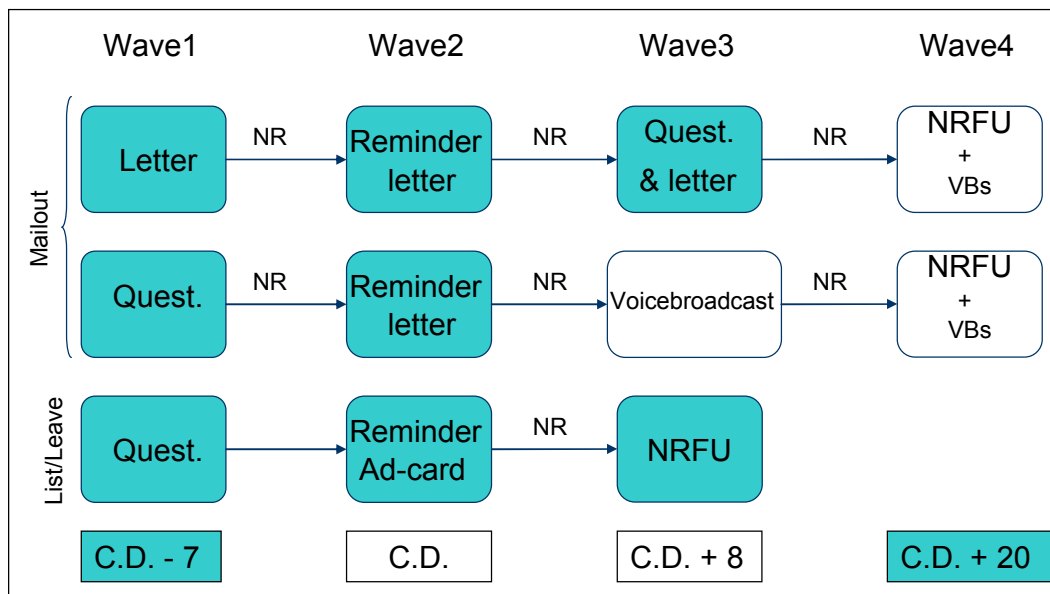 Wave1
Wave2
Wave3
Wave4
Mailout
Letter
NR
Reminder
letter
NR
Quest.
& letter
NR
NRFU
+
VBs
Quest.
NR
Reminder
letter
NR
Voicebroadcast
NR
NRFU
+
VBs
List/Leave
Quest.
Reminder
Ad-card
NR
NRFU
C.D. - 7
C.D.
C.D. + 8
C.D. + 20